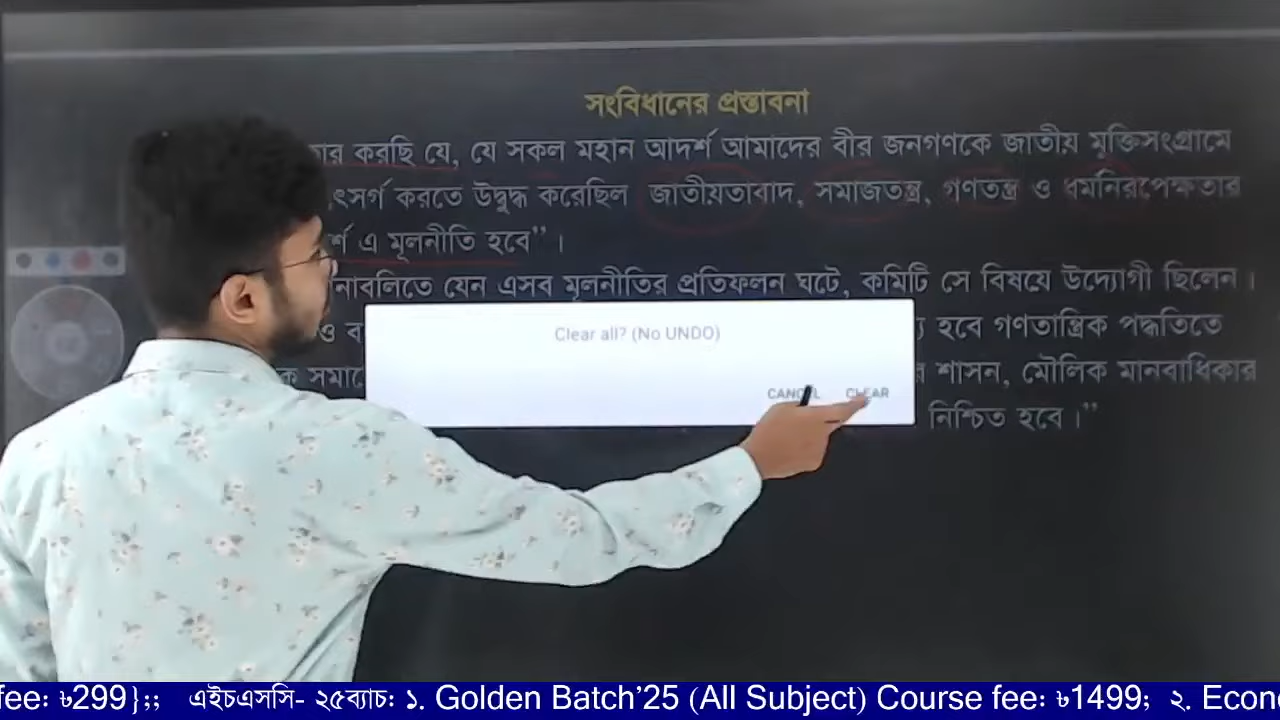 সংবিধানের প্রস্তাবনা
করছি যে, যে সকল মহান আদর্শ আমাদের বীর জনগণকে জাতীয় মুক্তিসংগ্রামে
করতে উদ্বুদ্ধ করেছিল জাতীয়তাবাদ, সমাজতন্ত্র, গণতন্ত্র ও ধর্মনিরপেক্ষতার
এ মূলনীতি হবে”।
যেন এসব মূলনীতির প্রতিফলন ঘটে, কমিটি সে বিষয়ে উদ্যোগী ছিলেন।
ও হবে গণতান্ত্রিক পদ্ধতিতে
শাসন, মৌলিক মানবাধিকার
নিশ্চিত হবে।”
Clear all? (No UNDO)
CANCEL CLEAR
fee: ৳299};; এইচএসসি- ২৫ব্যাচ: ১. Golden Batch’25 (All Subject) Course fee: ৳1499; ২. Econ